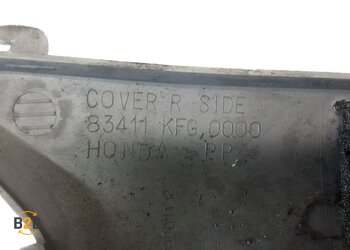 COVER R SIDE
83411 KFG 0000
HONDA >PP<